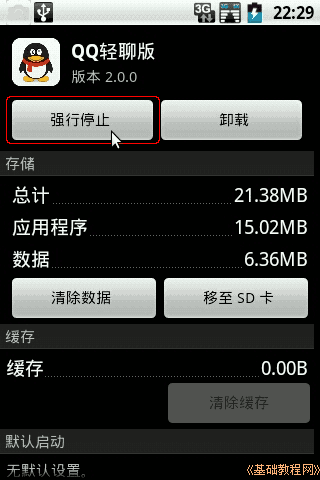 3G 22:29
QQ轻聊版
版本 2.0.0
强行停止 卸载
存储
总计 21.38MB
应用程序 15.02MB
数据 6.36MB
清除数据 移至 SD 卡
缓存
缓存 0.00B
清除缓存
默认启动
无默认设置。
《基础教程网》